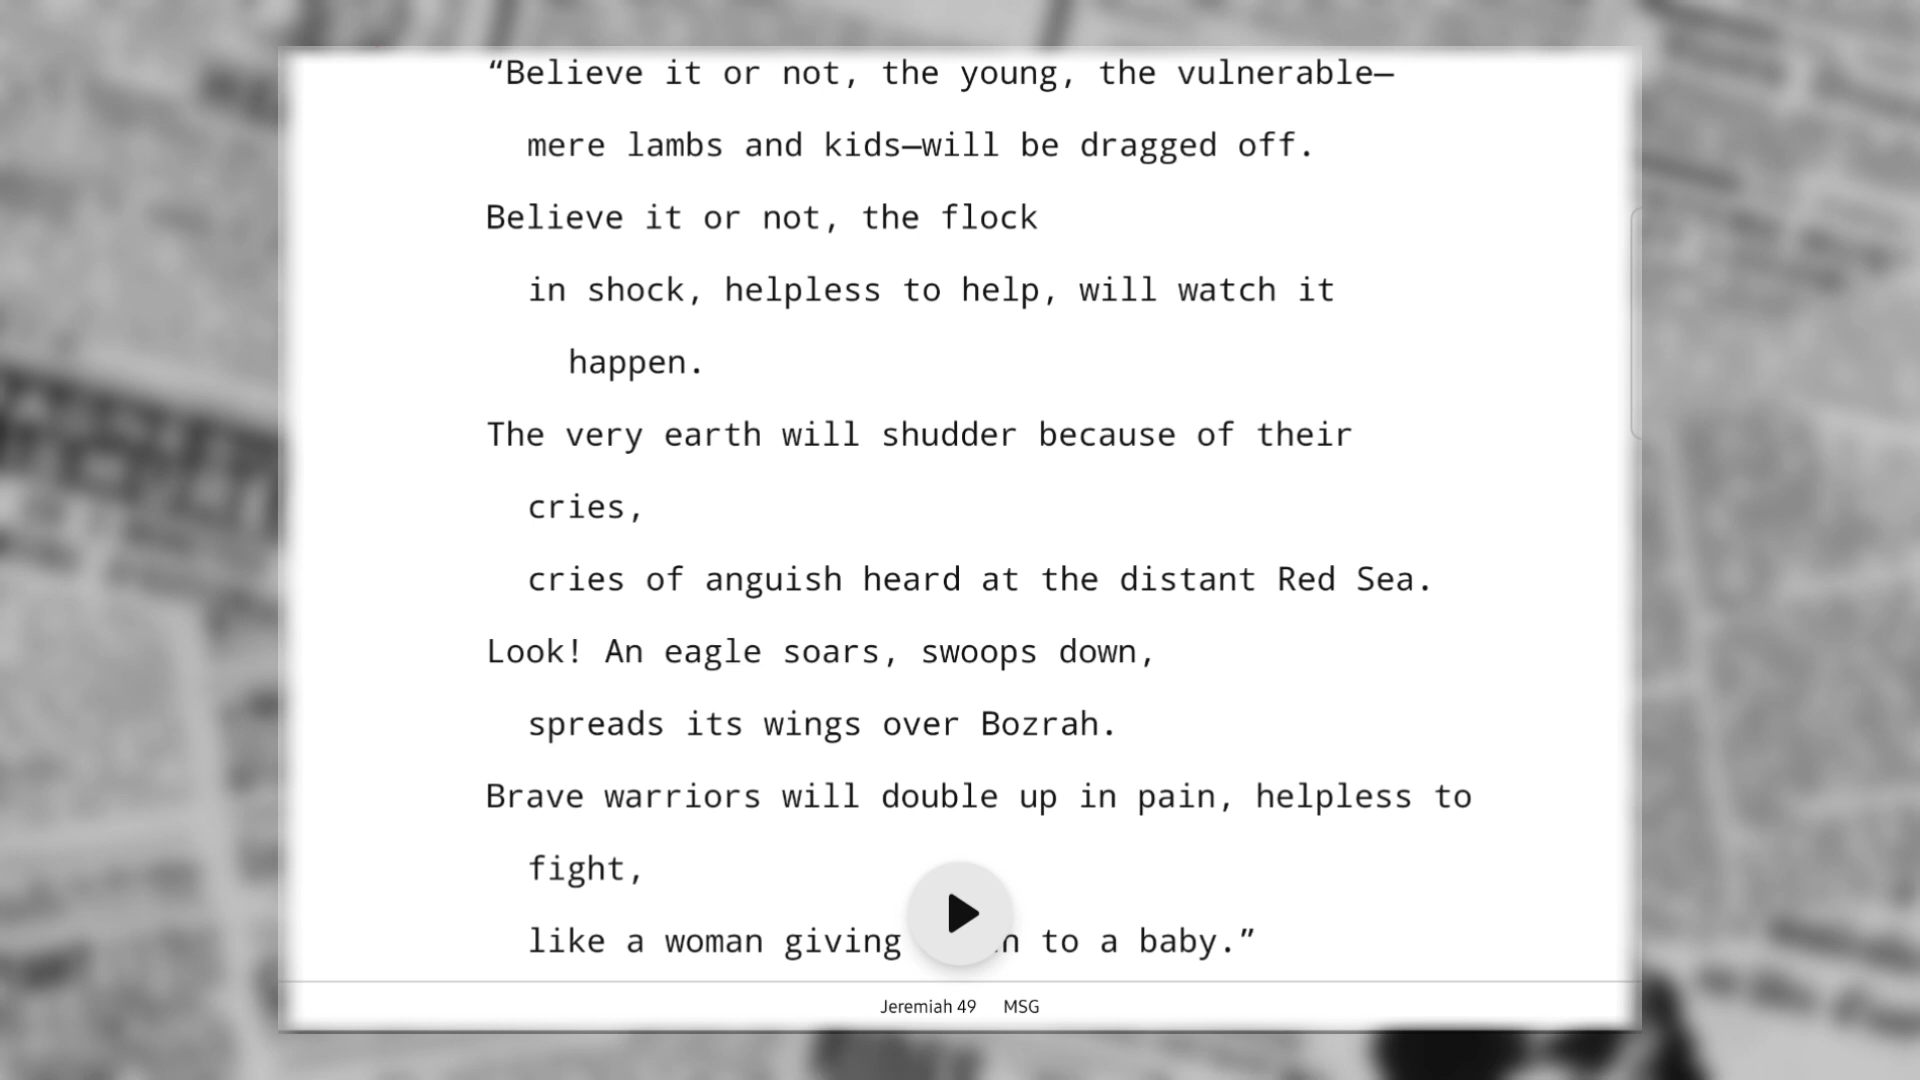 “Believe it or not, the young, the vulnerable—
mere lambs and kids—will be dragged off.
Believe it or not, the flock
in shock, helpless to help, will watch it
happen.
The very earth will shudder because of their
cries,
cries of anguish heard at the distant Red Sea.
Look! An eagle soars, swoops down,
spreads its wings over Bozrah.
Brave warriors will double up in pain, helpless to
fight,
like a woman giving to a baby.”
Jeremiah 49 MSG